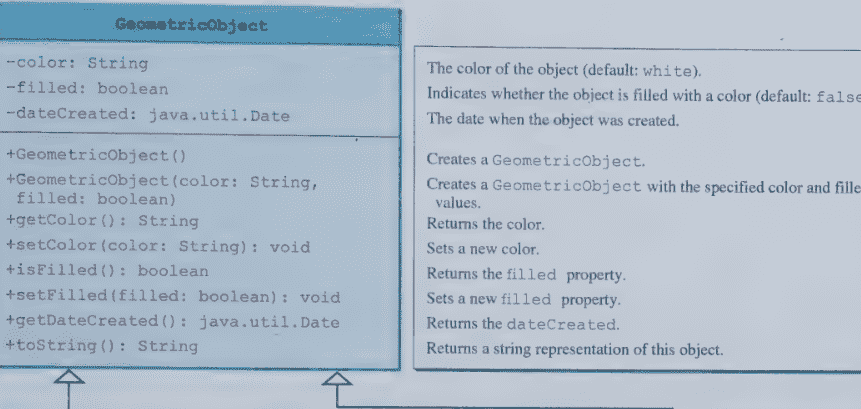 GeometricObject
-color: String
-filled: boolean
-dateCreated: java.util.Date
+GeometricObject()
+GeometricObject(color: String,
filled: boolean)
+getColor(): String
+setColor(color: String): void
+isFilled(): boolean
+setFilled(filled: boolean): void
+getDateCreated(): java.util.Date
+toString(): String
The color of the object (default: white).
Indicates whether the object is filled with a color (default: false
The date when the object was created.
Creates a GeometricObject.
Creates a GeometricObject with the specified color and fille
values.
Returns the color.
Sets a new color.
Returns the filled property.
Sets a new filled property.
Returns the dateCreated.
Returns a string representation of this object.